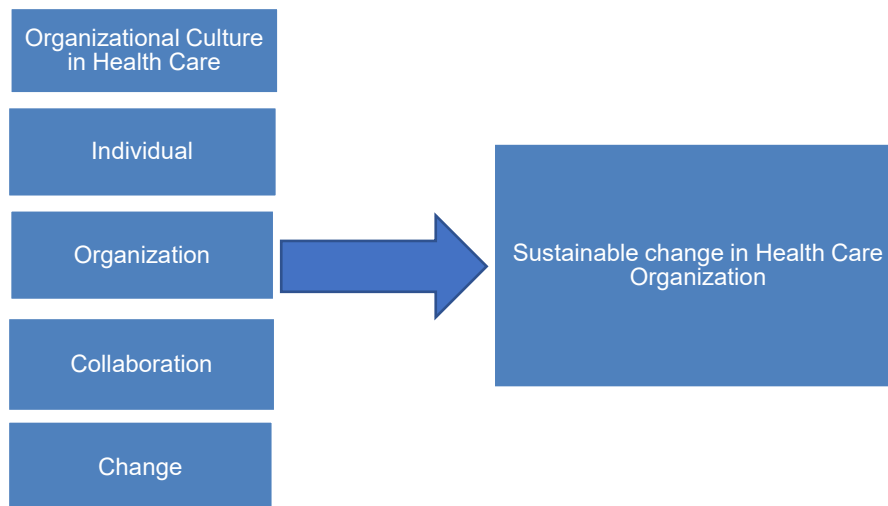 Organizational Culture
in Health Care
Individual
Organization
Collaboration
Change
Sustainable change in Health Care
Organization